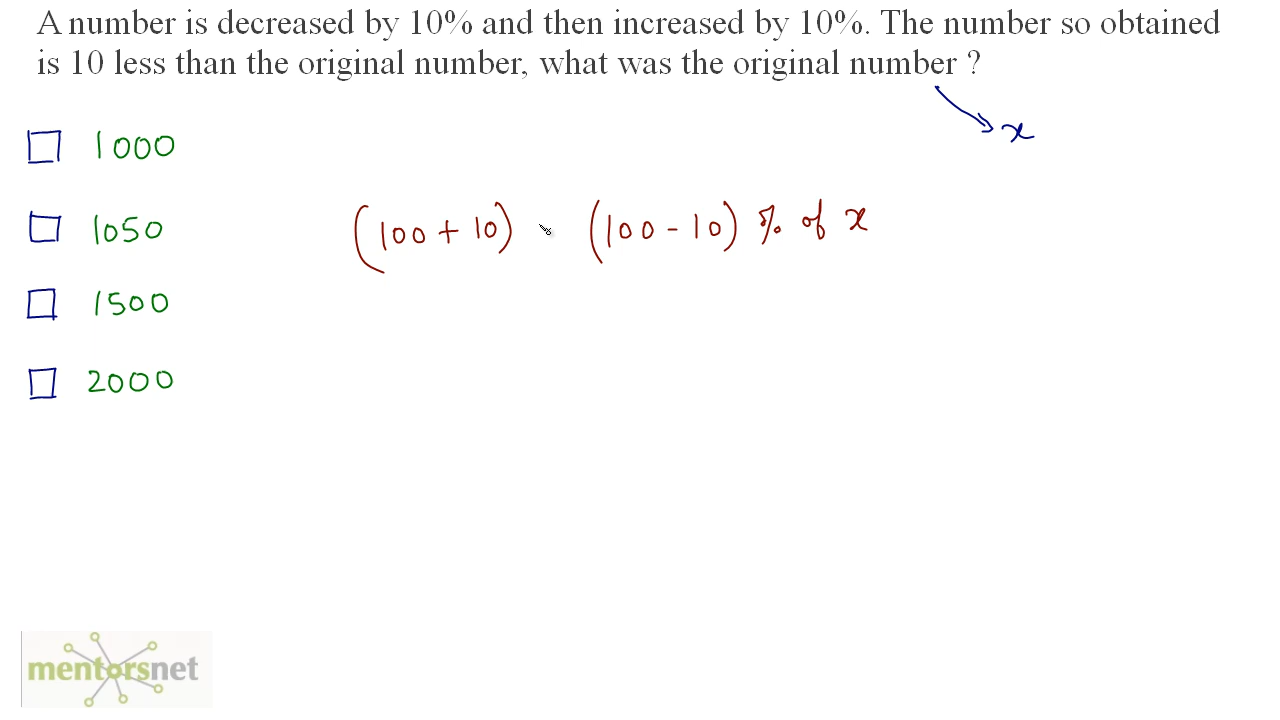 A number is decreased by 10% and then increased by 10%. The number so obtained
is 10 less than the original number, what was the original number ?
x
1000
1050
(100 + 10) (100 - 10) % of x
1500
2000
mentorsnet